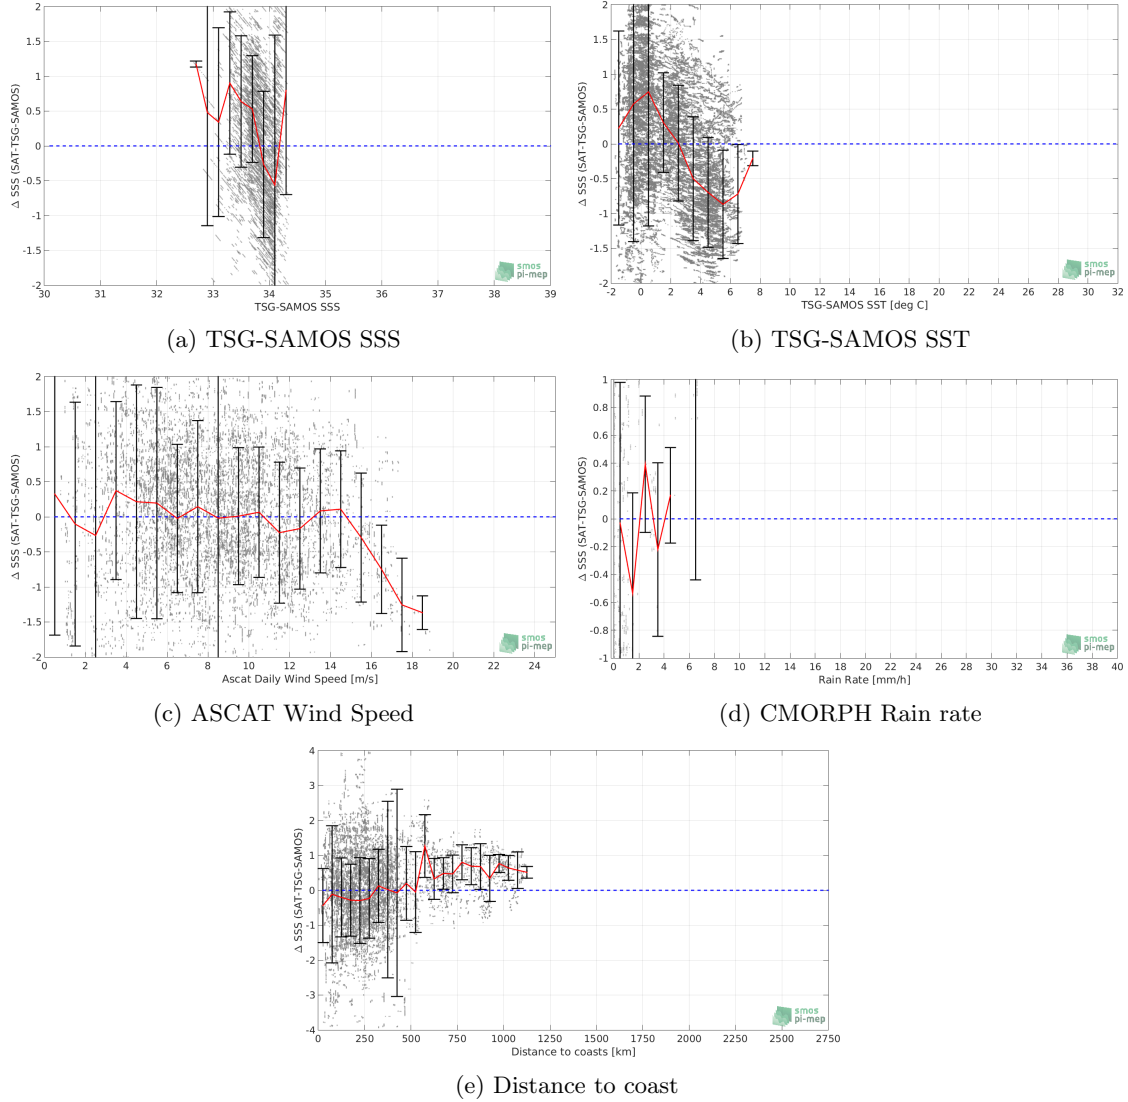 2
1.5
1
0.5
0
-0.5
-1
-1.5
-2
Δ SSS (SAT-TSG-SAMOS)
30 31 32 33 34 35 36 37 38 39
TSG-SAMOS SSS
smos
pi-mep
(a) TSG-SAMOS SSS
2
1.5
1
0.5
0
-0.5
-1
-1.5
-2
Δ SSS (SAT-TSG-SAMOS)
-2 0 2 4 6 8 10 12 14 16 18 20 22 24 26 28 30 32
TSG-SAMOS SST [deg C]
smos
pi-mep
(b) TSG-SAMOS SST
2
1.5
1
0.5
0
-0.5
-1
-1.5
-2
Δ SSS (SAT-TSG-SAMOS)
0 2 4 6 8 10 12 14 16 18 20 22 24
Ascat Daily Wind Speed [m/s]
smos
pi-mep
(c) ASCAT Wind Speed
1
0.8
0.6
0.4
0.2
0
-0.2
-0.4
-0.6
-0.8
-1
Δ SSS (SAT-TSG-SAMOS)
0 2 4 6 8 10 12 14 16 18 20 22 24 26 28 30 32 34 36 38 40
Rain Rate [mm/h]
smos
pi-mep
(d) CMORPH Rain rate
4
3
2
1
0
-1
-2
-3
-4
Δ SSS (SAT-TSG-SAMOS)
0 250 500 750 1000 1250 1500 1750 2000 2250 2500 2750
Distance to coasts [km]
smos
pi-mep
(e) Distance to coast